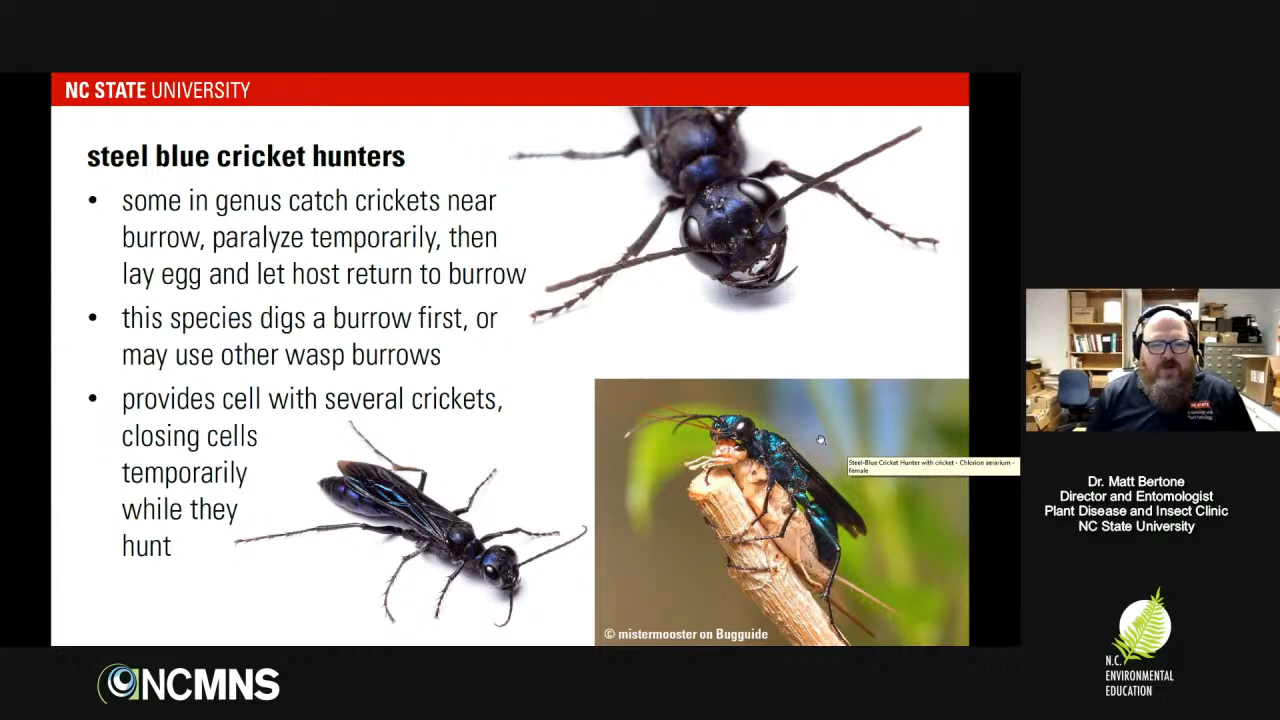 NC STATE UNIVERSITY
steel blue cricket hunters
• some in genus catch crickets near
burrow, paralyze temporarily, then
lay egg and let host return to burrow
• this species digs a burrow first, or
may use other wasp burrows
• provides cell with several crickets,
closing cells
temporarily
while they
hunt
Steel-Blue Cricket Hunter with cricket - Chlorion aerarium -
female
© mistermooster on Bugguide
NC STATE
Dr. Matt Bertone
Director and Entomologist
Plant Disease and Insect Clinic
NC State University
NCMNS
N.C.
ENVIRONMENTAL
EDUCATION